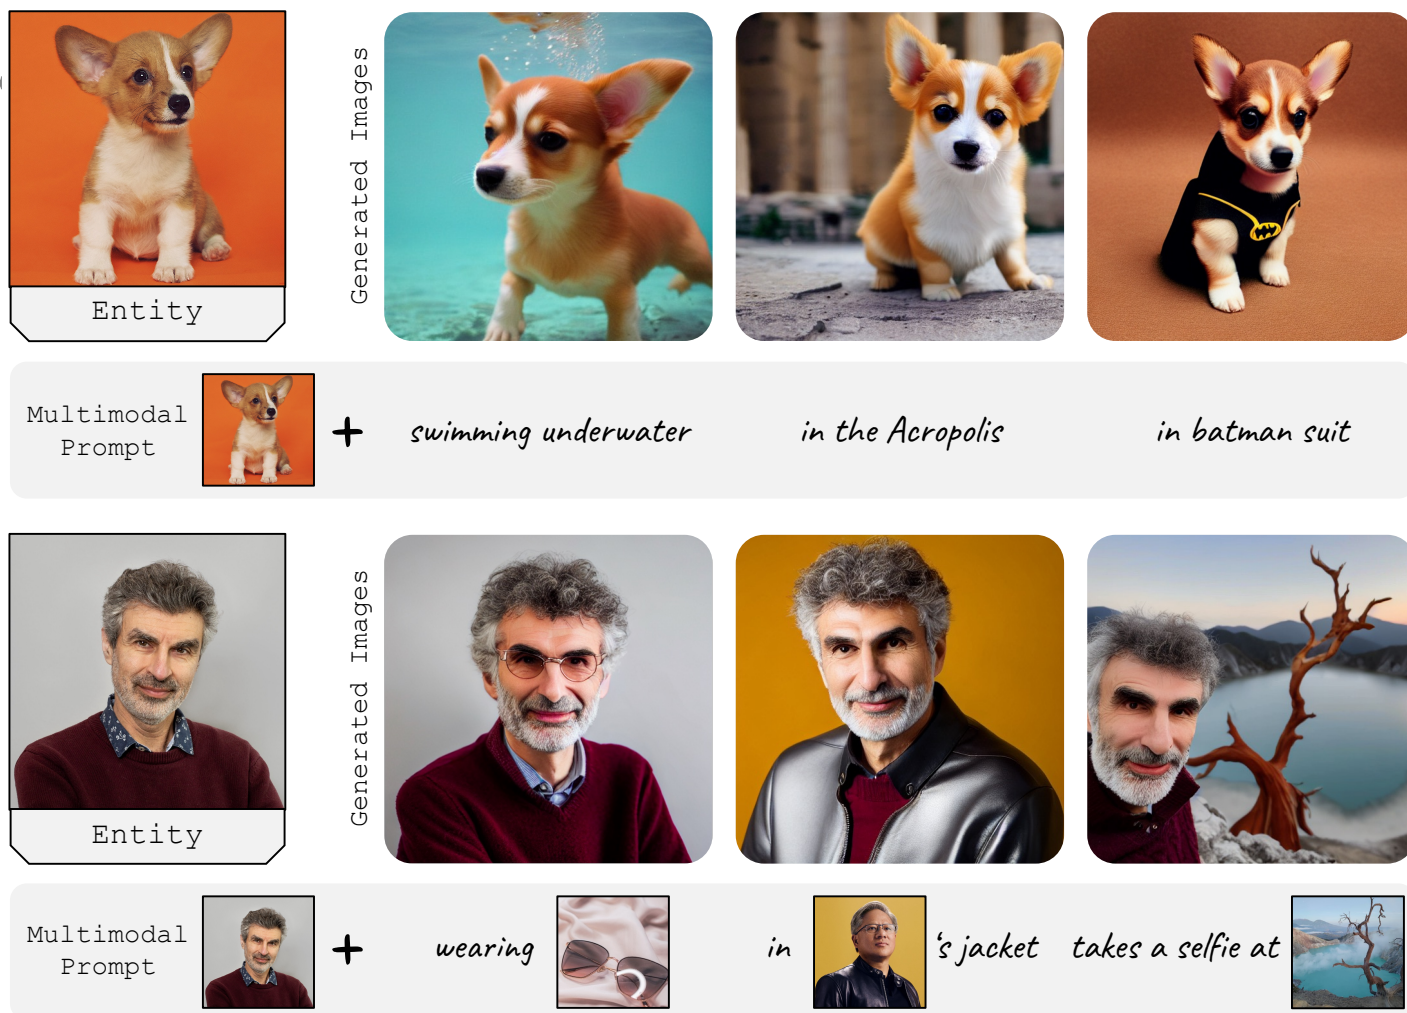 Generated Images
Entity
Multimodal
Prompt
+
swimming underwater
in the Acropolis
in batman suit
Generated Images
Entity
Multimodal
Prompt
+
wearing
in
's jacket
takes a selfie at